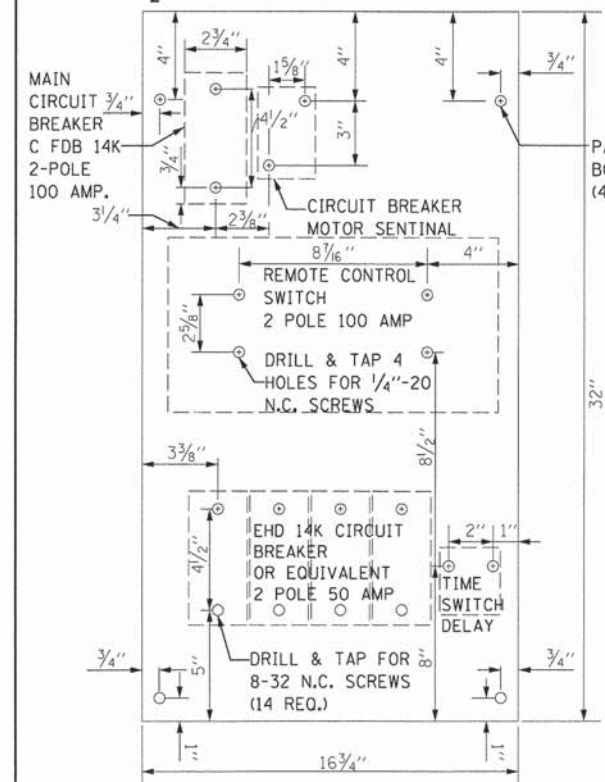 4"
2 3/4"
1 5/8"
4"
4"
3/4"
MAIN
CIRCUIT
BREAKER
C FDB 14K
2-POLE
100 AMP.
3/4"
4 1/2"
3"
3/4"
3 1/4"
2 3/8"
CIRCUIT BREAKER
MOTOR SENTINAL
8 7/16"
4"
REMOTE CONTROL
SWITCH
2 POLE 100 AMP
2 5/8"
DRILL & TAP 4
HOLES FOR 1/4"-20
N.C. SCREWS
32"
8 1/2"
3 3/8"
EHD 14K CIRCUIT
BREAKER
OR EQUIVALENT
2 POLE 50 AMP
4 1/2"
2"
1"
TIME
SWITCH
DELAY
3/4"
5"
DRILL & TAP FOR
8-32 N.C. SCREWS
(14 REQ.)
8"
3/4"
1"
1"
16 3/4"